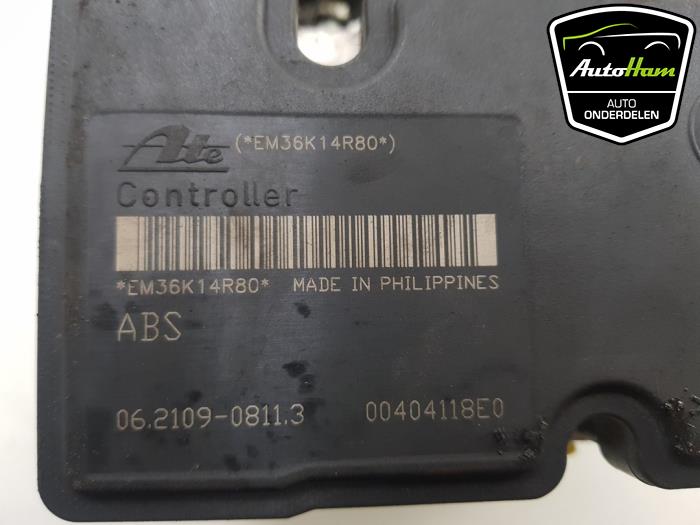 AutoHam
AUTO
ONDERDELEN
Ate (*EM36K14R80*)
Controller
*EM36K14R80* MADE IN PHILIPPINES
ABS
06.2109-0811.3 00404118E0